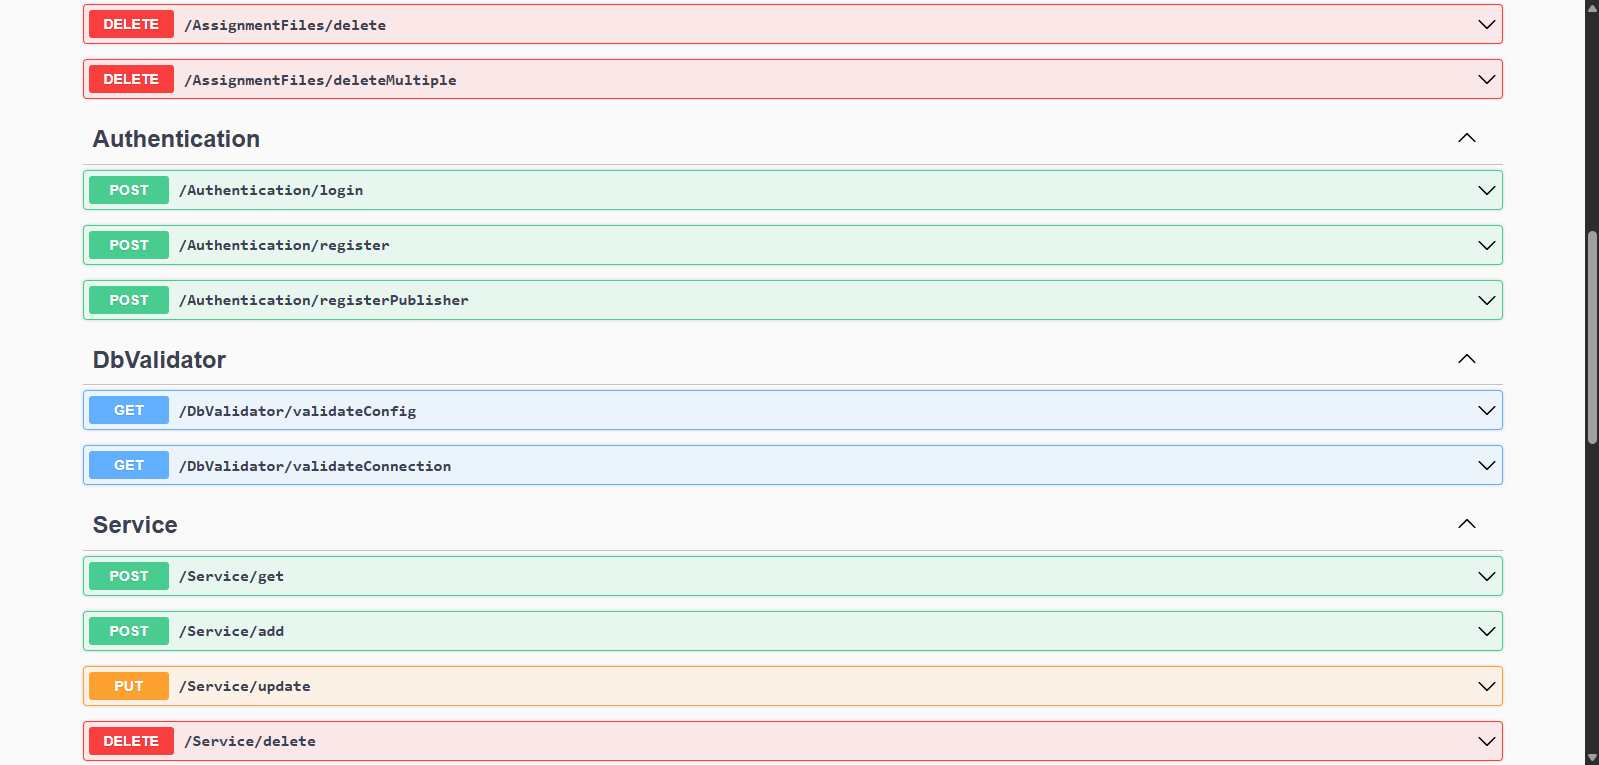 DELETE /AssignmentFiles/delete
DELETE /AssignmentFiles/deleteMultiple
Authentication
POST /Authentication/login
POST /Authentication/register
POST /Authentication/registerPublisher
DbValidator
GET /DbValidator/validateConfig
GET /DbValidator/validateConnection
Service
POST /Service/get
POST /Service/add
PUT /Service/update
DELETE /Service/delete